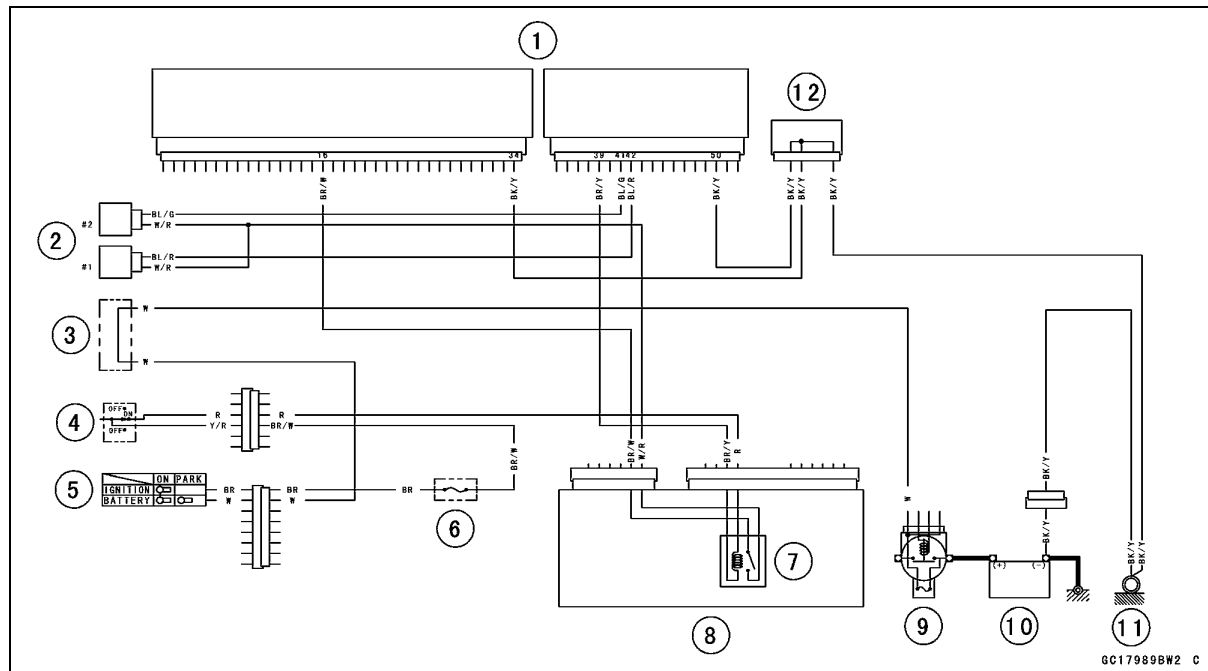 1
12
16
34
39
41 42
50
BR/W
BK/Y
BR/Y
BL/G
BL/R
BK/Y
BK/Y
BK/Y
BK/Y
2
#2
BL/G
W/R
#1
BL/R
W/R
3
W
W
4
OFF
ON
OFF
R
Y/R
R
BR/W
BR/W
5
ON PARK
IGNITION
BATTERY
BR
W
BR
W
BR
6
BR/W
W/R
BR/Y
R
7
8
W
9
(+)
(-)
10
BK/Y
BK/Y
BK/Y
BK/Y
11
GC17989BW2 C